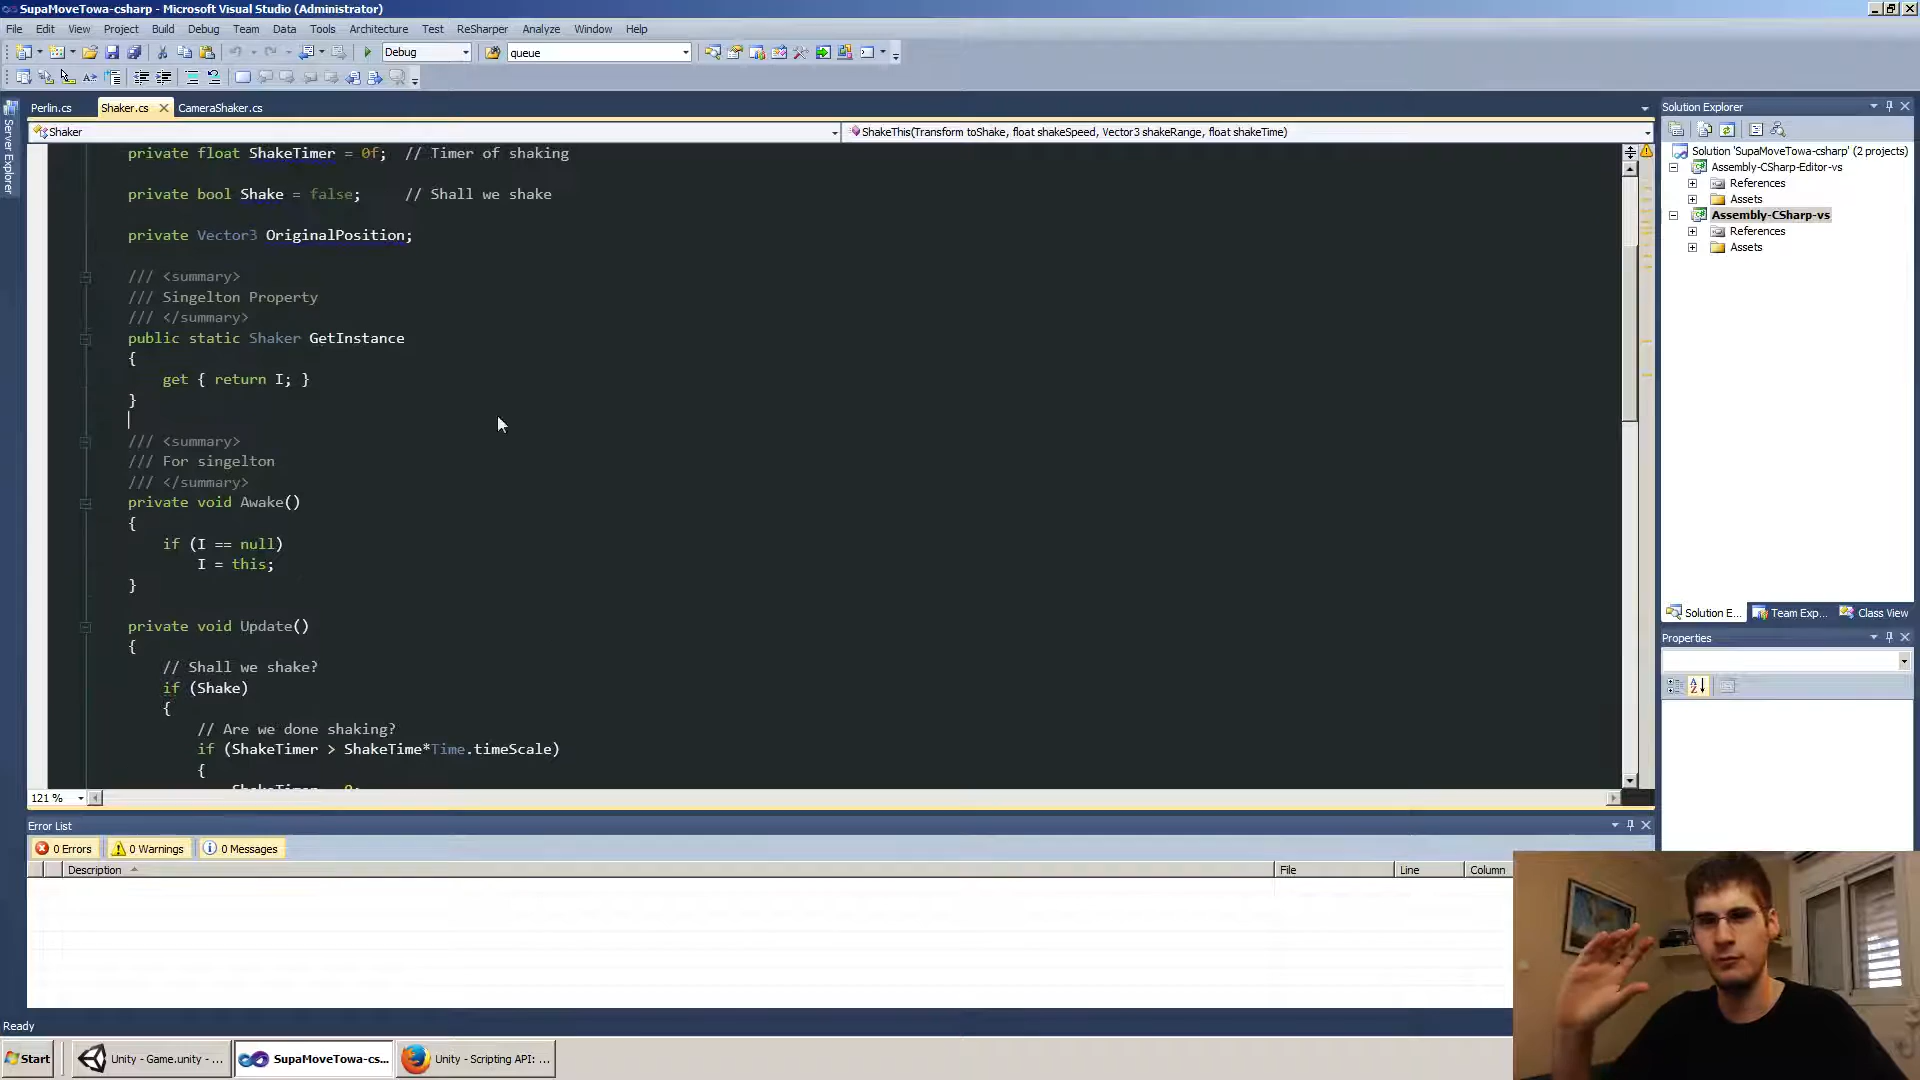 SupaMoveTowa-csharp - Microsoft Visual Studio (Administrator)
File Edit View Project Build Debug Team Data Tools Architecture Test ReSharper Analyze Window Help
Debug queue
Server Explorer
Perlin.cs Shaker.cs CameraShaker.cs
Shaker
ShakeThis(Transform toShake, float shakeSpeed, Vector3 shakeRange, float shakeTime)
private float ShakeTimer = 0f; // Timer of shaking
private bool Shake = false; // Shall we shake
private Vector3 OriginalPosition;
/// <summary>
/// Singelton Property
/// </summary>
public static Shaker GetInstance
{
get { return I; }
}
/// <summary>
/// For singelton
/// </summary>
private void Awake()
{
if (I == null)
I = this;
}
private void Update()
{
// Shall we shake?
if (Shake)
{
// Are we done shaking?
if (ShakeTimer > ShakeTime*Time.timeScale)
{
ShakeTimer = 0;
121 %
Solution Explorer
Solution 'SupaMoveTowa-csharp' (2 projects)
Assembly-CSharp-Editor-vs
References
Assets
Assembly-CSharp-vs
References
Assets
Solution E... Team Exp... Class View
Properties
Error List
0 Errors 0 Warnings 0 Messages
Description File Line Column
Ready
Start Unity - Game.unity - ... SupaMoveTowa-cs... Unity - Scripting API: ...